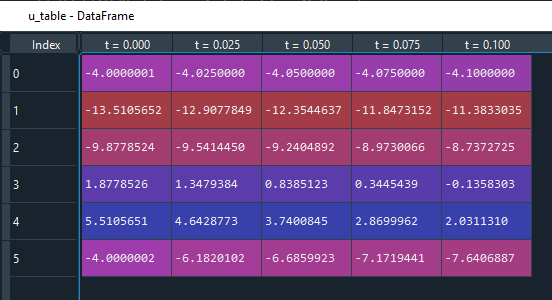 u_table - DataFrame
Index t = 0.000 t = 0.025 t = 0.050 t = 0.075 t = 0.100
0 -4.0000001 -4.0250000 -4.0500000 -4.0750000 -4.1000000
1 -13.5105652 -12.9077849 -12.3544637 -11.8473152 -11.3833035
2 -9.8778524 -9.5414450 -9.2404892 -8.9730066 -8.7372725
3 1.8778526 1.3479384 0.8385123 0.3445439 -0.1358303
4 5.5105651 4.6428773 3.7400845 2.8699962 2.0311310
5 -4.0000002 -6.1820102 -6.6859923 -7.1719441 -7.6406887